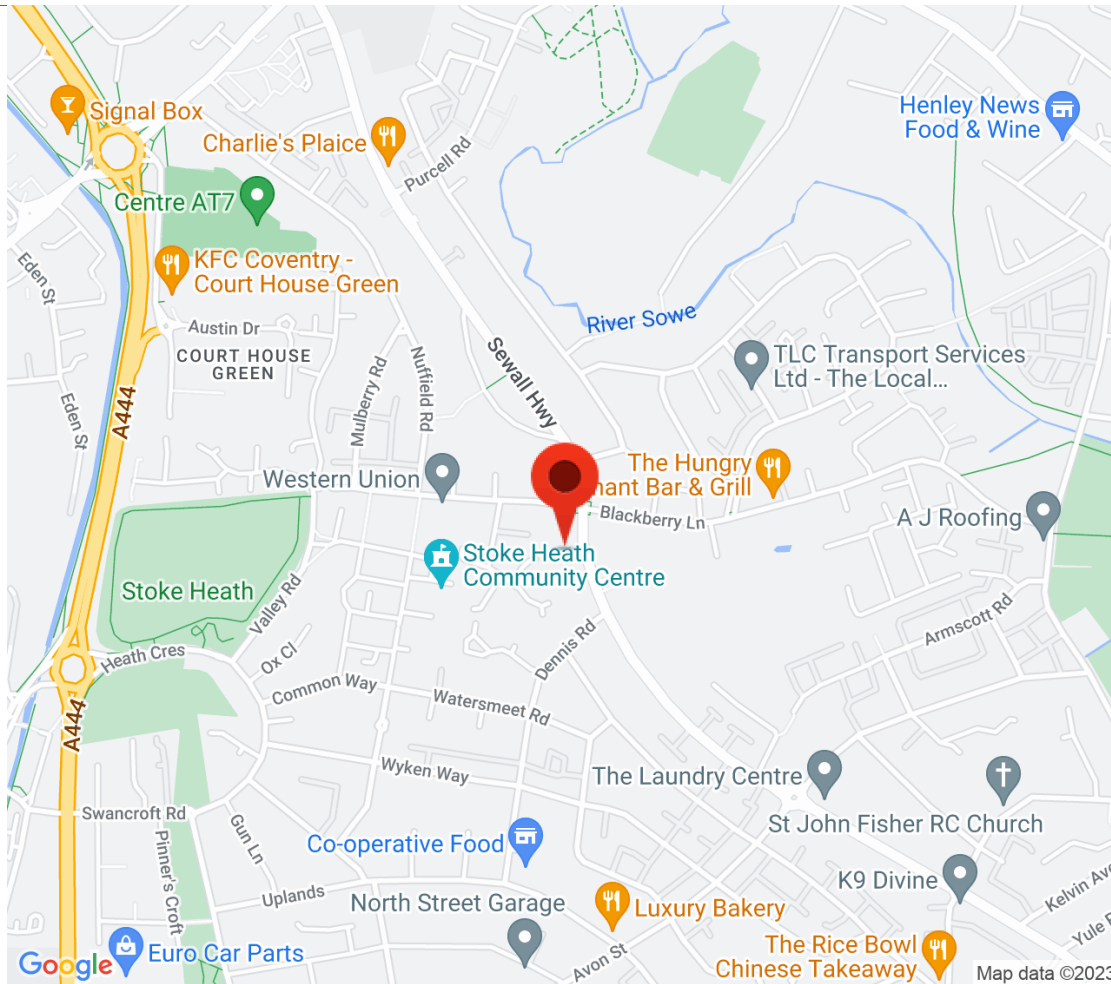 Signal Box
Henley News
Food & Wine
Charlie's Plaice
Purcell Rd
Centre AT7
KFC Coventry -
Court House Green
Eden St
River Sowe
Austin Dr
COURT HOUSE
GREEN
Sewall Hwy
TLC Transport Services
Ltd - The Local...
Nuffield Rd
Mulberry Rd
A444
Eden St
The Hungry
Bar & Grill
Western Union
Blackberry Ln
A J Roofing
Stoke Heath
Community Centre
Stoke Heath
Valley Rd
Armscott Rd
Dennis Rd
Ox Cl
Heath Cres
Common Way
Watersmeet Rd
A444
Wyken Way
The Laundry Centre
Swancroft Rd
St John Fisher RC Church
Gun Ln
Pinner's Croft
Co-operative Food
K9 Divine
Kelvin
Uplands
North Street Garage
Luxury Bakery
Yule
Euro Car Parts
Avon St
The Rice Bowl
Chinese Takeaway
Google
Map data ©2023